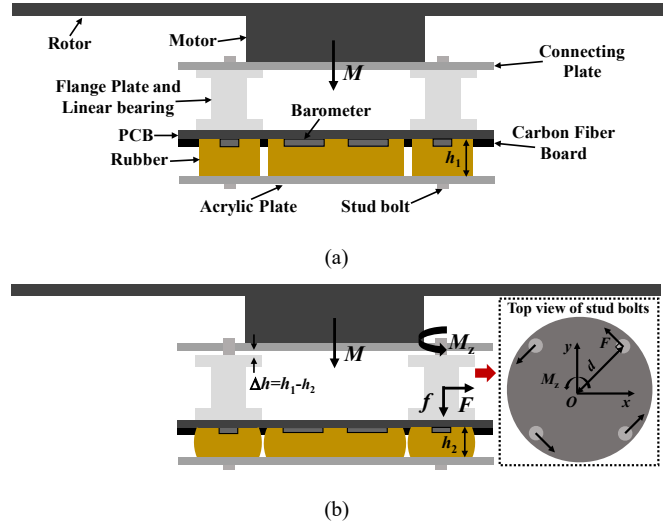 Rotor
Motor
M
Connecting
Plate
Flange Plate and
Linear bearing
Barometer
PCB
Rubber
h1
Carbon Fiber
Board
Acrylic Plate
Stud bolt
(a)
Top view of stud bolts
M
Mz
Δh=h1-h2
f
F
h2
F
y
d
Mz
O
x
(b)